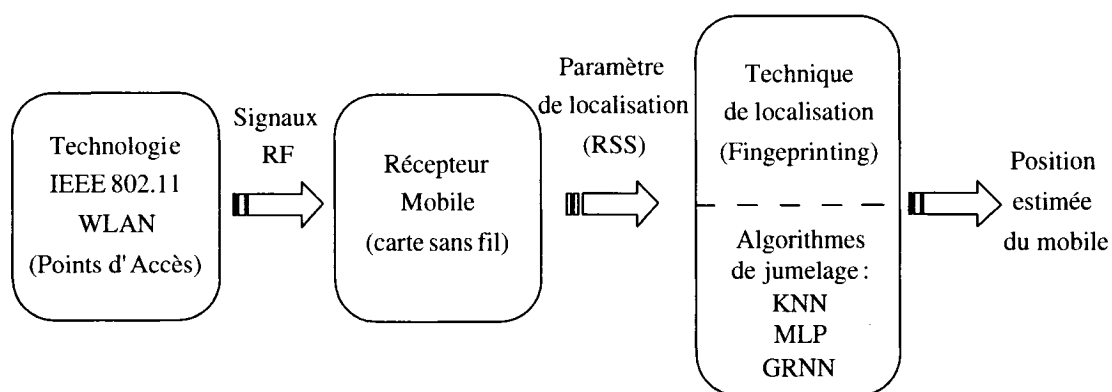 Technologie
IEEE 802.11
WLAN
(Points d'Accès)
Signaux
RF
Récepteur
Mobile
(carte sans fil)
Paramètre
de localisation
(RSS)
Technique
de localisation
(Fingeprinting)
Algorithmes
de jumelage :
KNN
MLP
GRNN
Position
estimée
du mobile